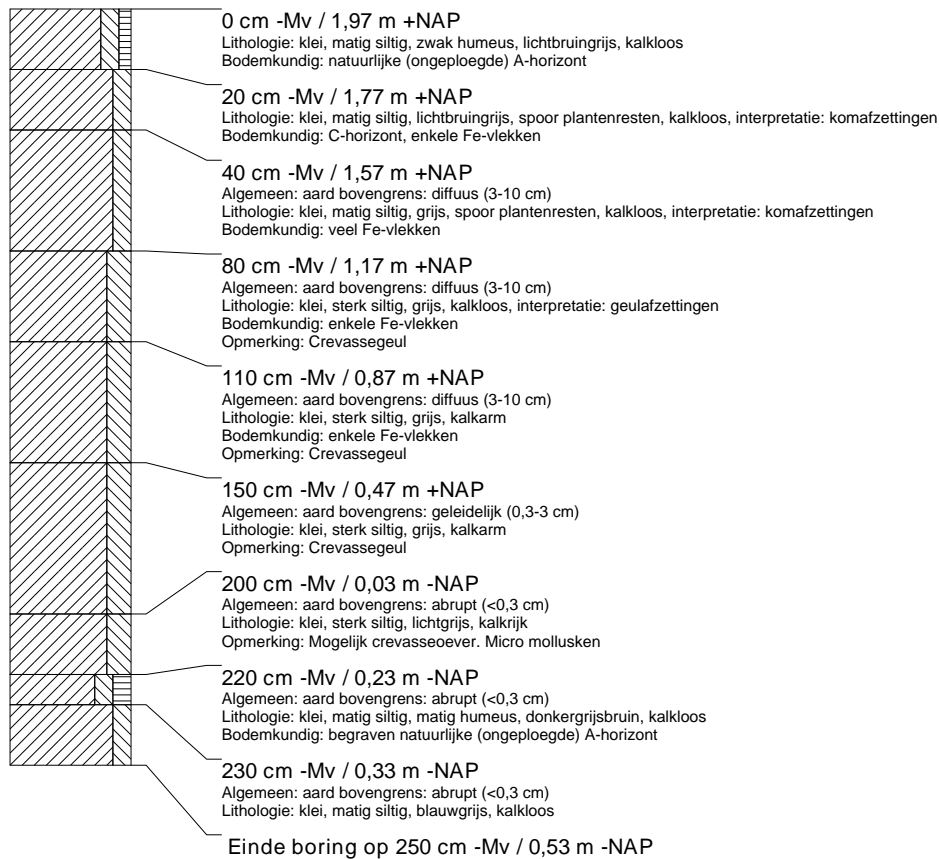 0 cm -Mv / 1,97 m +NAP
Lithologie: klei, matig siltig, zwak humeus, lichtbruingrijs, kalkloos
Bodemkundig: natuurlijke (ongeploegde) A-horizont
20 cm -Mv / 1,77 m +NAP
Lithologie: klei, matig siltig, lichtbruingrijs, spoor plantenresten, kalkloos, interpretatie: komafzettingen
Bodemkundig: C-horizont, enkele Fe-vlekken
40 cm -Mv / 1,57 m +NAP
Algemeen: aard bovengrens: diffuus (3-10 cm)
Lithologie: klei, matig siltig, grijs, spoor plantenresten, kalkloos, interpretatie: komafzettingen
Bodemkundig: veel Fe-vlekken
80 cm -Mv / 1,17 m +NAP
Algemeen: aard bovengrens: diffuus (3-10 cm)
Lithologie: klei, sterk siltig, grijs, kalkloos, interpretatie: geulafzettingen
Bodemkundig: enkele Fe-vlekken
Opmerking: Crevassegeul
110 cm -Mv / 0,87 m +NAP
Algemeen: aard bovengrens: diffuus (3-10 cm)
Lithologie: klei, sterk siltig, grijs, kalkarm
Bodemkundig: enkele Fe-vlekken
Opmerking: Crevassegeul
150 cm -Mv / 0,47 m +NAP
Algemeen: aard bovengrens: geleidelijk (0,3-3 cm)
Lithologie: klei, sterk siltig, grijs, kalkarm
Opmerking: Crevassegeul
200 cm -Mv / 0,03 m -NAP
Algemeen: aard bovengrens: abrupt (<0,3 cm)
Lithologie: klei, sterk siltig, lichtgrijs, kalkrijk
Opmerking: Mogelijk crevasseoever. Micro mollusken
220 cm -Mv / 0,23 m -NAP
Algemeen: aard bovengrens: abrupt (<0,3 cm)
Lithologie: klei, matig siltig, matig humeus, donkergrijsbruin, kalkloos
Bodemkundig: begraven natuurlijke (ongeploegde) A-horizont
230 cm -Mv / 0,33 m -NAP
Algemeen: aard bovengrens: abrupt (<0,3 cm)
Lithologie: klei, matig siltig, blauwgrijs, kalkloos
Einde boring op 250 cm -Mv / 0,53 m -NAP